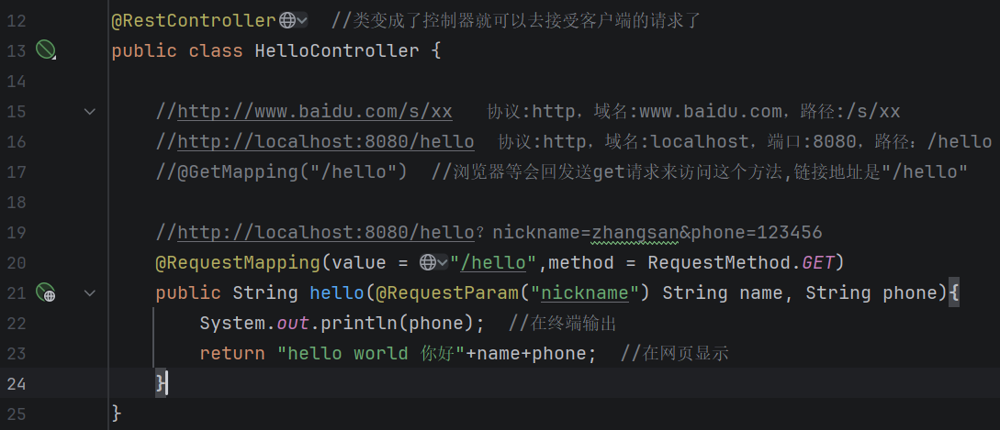 12 @RestController //类变成了控制器就可以去接受客户端的请求了
13 public class HelloController {
14
15 //http://www.baidu.com/s/xx 协议:http，域名:www.baidu.com，路径:/s/xx
16 //http://localhost:8080/hello 协议:http，域名:localhost，端口:8080，路径：/hello
17 //@GetMapping("/hello") //浏览器等会回发送get请求来访问这个方法,链接地址是"/hello"
18
19 //http://localhost:8080/hello？nickname=zhangsan&phone=123456
20 @RequestMapping(value = "/hello",method = RequestMethod.GET)
21 public String hello(@RequestParam("nickname") String name, String phone){
22 System.out.println(phone); //在终端输出
23 return "hello world 你好"+name+phone; //在网页显示
24 }
25 }